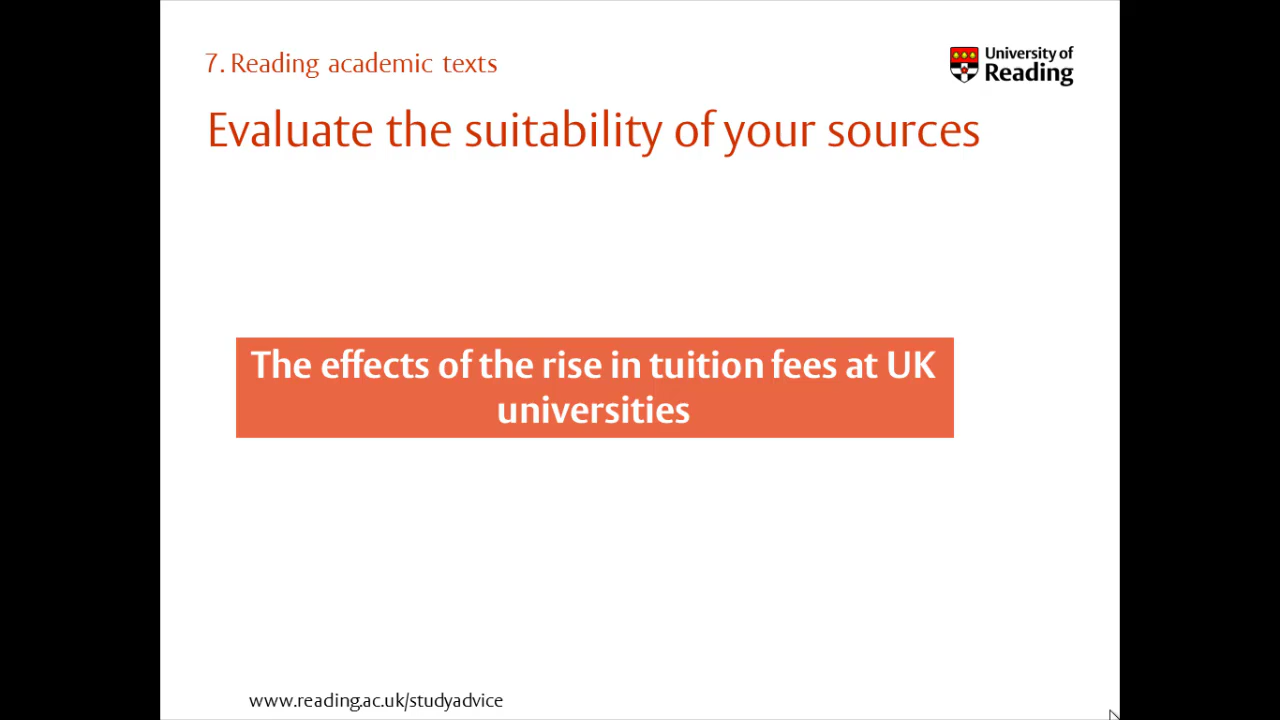 7. Reading academic texts
University of
Reading
Evaluate the suitability of your sources
The effects of the rise in tuition fees at UK
universities
www.reading.ac.uk/studyadvice